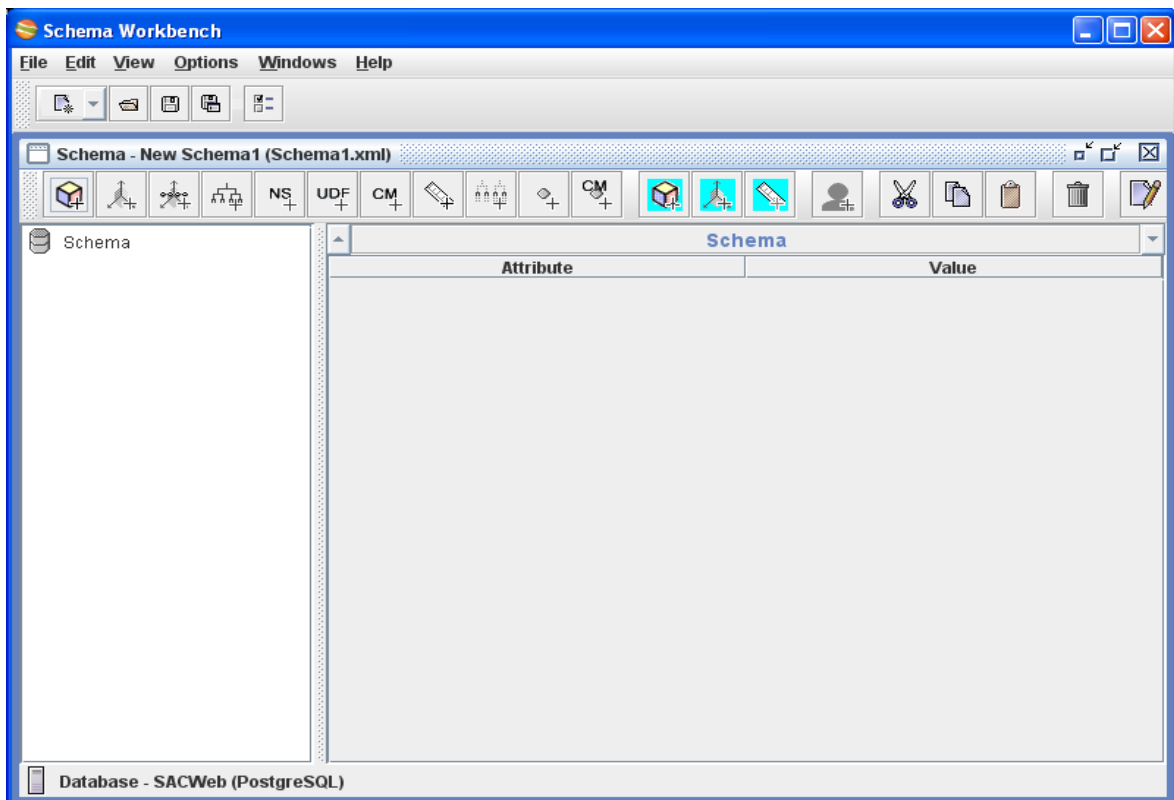 Schema Workbench
File Edit View Options Windows Help
Schema - New Schema1 (Schema1.xml)
NS UDF CM CM
Schema
Schema
Attribute Value
Database - SACWeb (PostgreSQL)